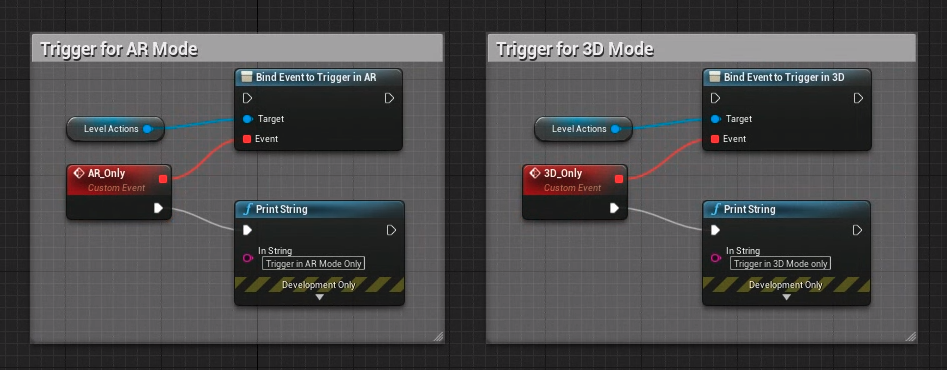 Trigger for AR Mode
Bind Event to Trigger in AR
Level Actions
Target
Event
AR_Only
Custom Event
Print String
In String
Trigger in AR Mode Only
Development Only
Trigger for 3D Mode
Bind Event to Trigger in 3D
Level Actions
Target
Event
3D_Only
Custom Event
Print String
In String
Trigger in 3D Mode only
Development Only